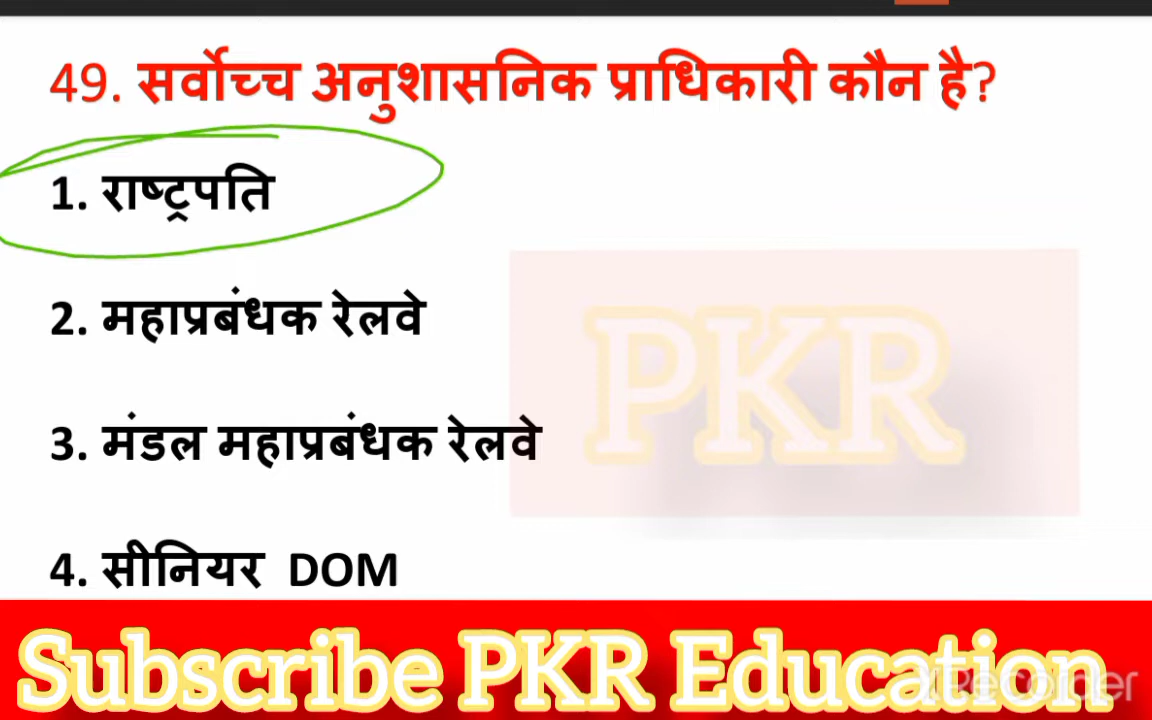 49. सर्वोच्च अनुशासनिक प्राधिकारी कौन है?
1. राष्ट्रपति
2. महाप्रबंधक रेलवे
PKR
3. मंडल महाप्रबंधक रेलवे
4. सीनियर DOM
Subscribe PKR Education
XRecorder